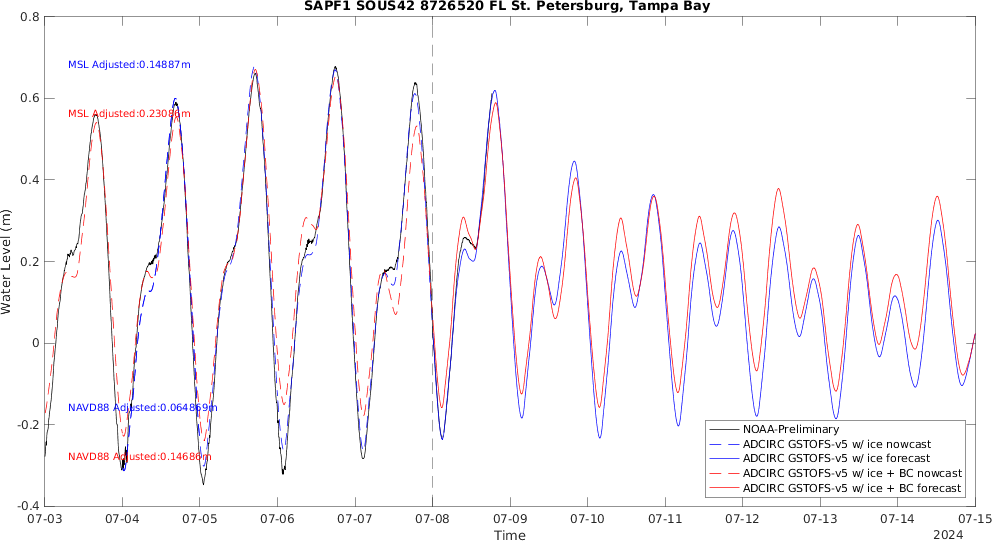 SAPF1 SOUS42 8726520 FL St. Petersburg, Tampa Bay
MSL Adjusted:0.14887m
MSL Adjusted:0.23086m
NAVD88 Adjusted:0.064869m
NAVD88 Adjusted:0.14686m
Water Level (m)
0.8
0.6
0.4
0.2
0
-0.2
-0.4
NOAA-Preliminary
ADCIRC GSTOFS-v5 w/ ice nowcast
ADCIRC GSTOFS-v5 w/ ice forecast
ADCIRC GSTOFS-v5 w/ ice + BC nowcast
ADCIRC GSTOFS-v5 w/ ice + BC forecast
07-03 07-04 07-05 07-06 07-07 07-08 07-09 07-10 07-11 07-12 07-13 07-14 07-15
Time
2024